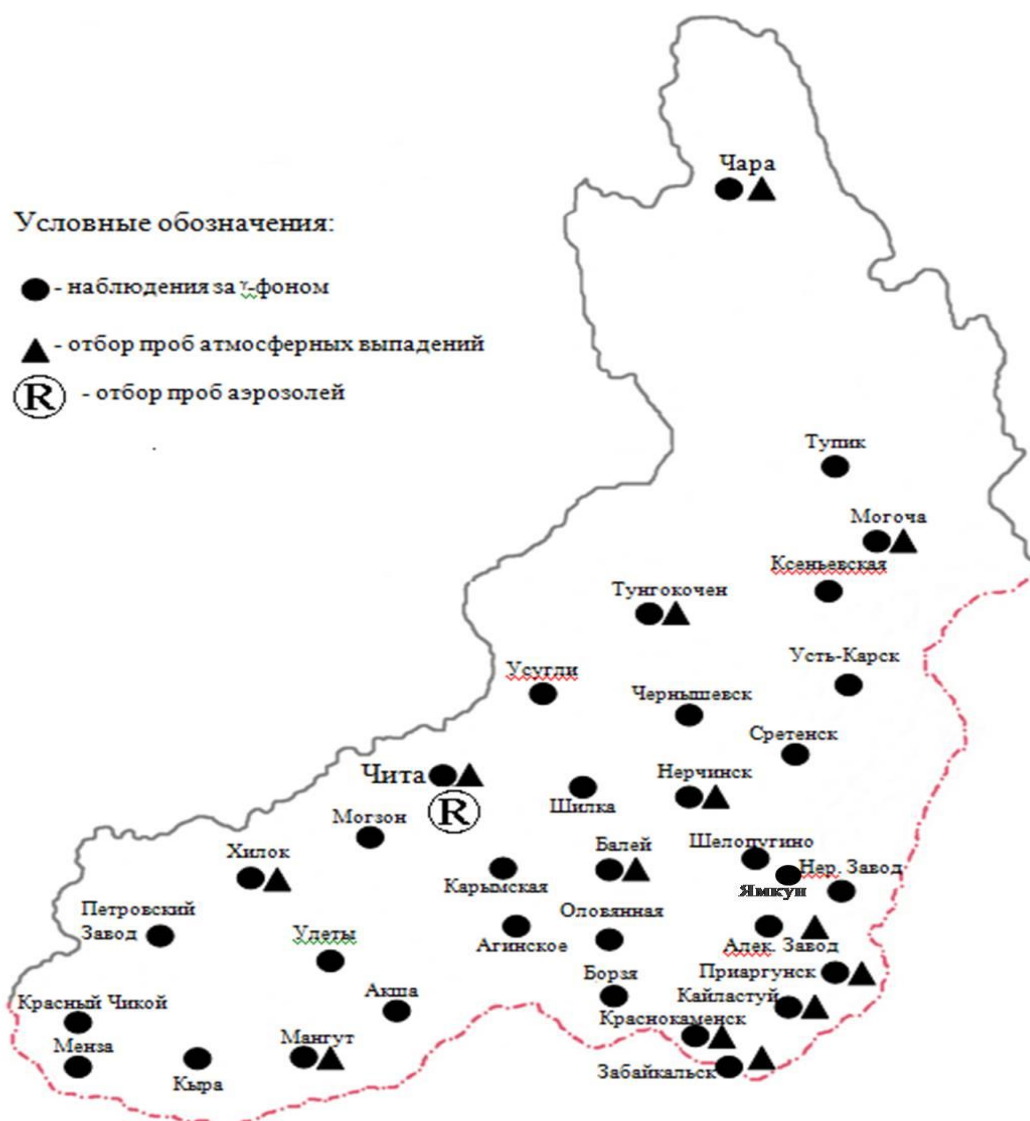 Чара
Условные обозначения:
- наблюдения за γ-фоном
- отбор проб атмосферных выпадений
R - отбор проб аэрозолей
Тупик
Могоча
Ксеньевская
Тунгокочен
Усть-Карск
Усугли
Чернышевск
Сретенск
Чита
Нерчинск
R
Шилка
Могзон
Шелопугино
Балей
Хилок
Нер. Завод
Карымская
Ямкун
Петровский
Завод
Оловянная
Улеты
Агинское
Алек. Завод
Приаргунск
Борзя
Акша
Кайластуй
Красный Чикой
Краснокаменск
Мангут
Менза
Забайкальск
Кыра